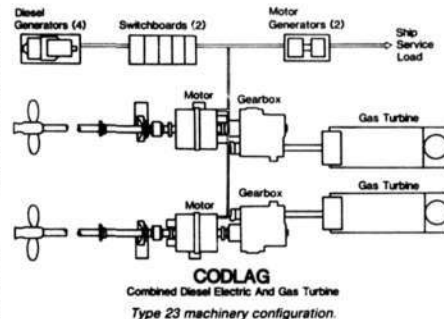 Diesel
Generators (4)
Switchboards (2)
Motor
Generators (2)
Ship
Service
Load
Motor
Gearbox
Gas Turbine
Motor
Gearbox
Gas Turbine
CODLAG
Combined Diesel Electric And Gas Turbine
Type 23 machinery configuration.